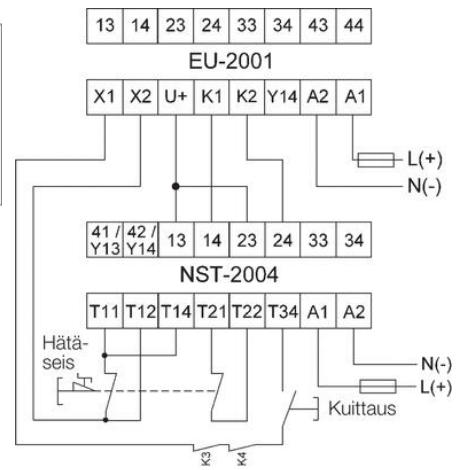 13 14 23 24 33 34 43 44
EU-2001
X1 X2 U+ K1 K2 Y14 A2 A1
L(+)
N(-)
41 / 42 / 13 14 23 24 33 34
Y13 Y14
NST-2004
T11 T12 T14 T21 T22 T34 A1 A2
Hätä-
seis
N(-)
L(+)
Kuittaus
K3 K4